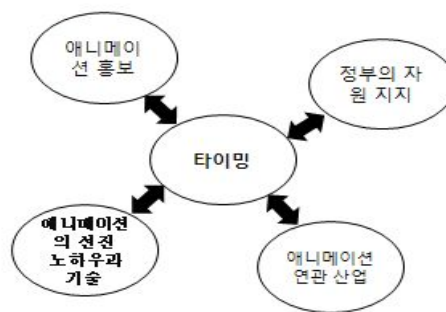 애니메이
션 홍보
정부의 자
원 지지
타이밍
애니메이션
의 선진
노하우과
기술
애니메이션
연관 산업